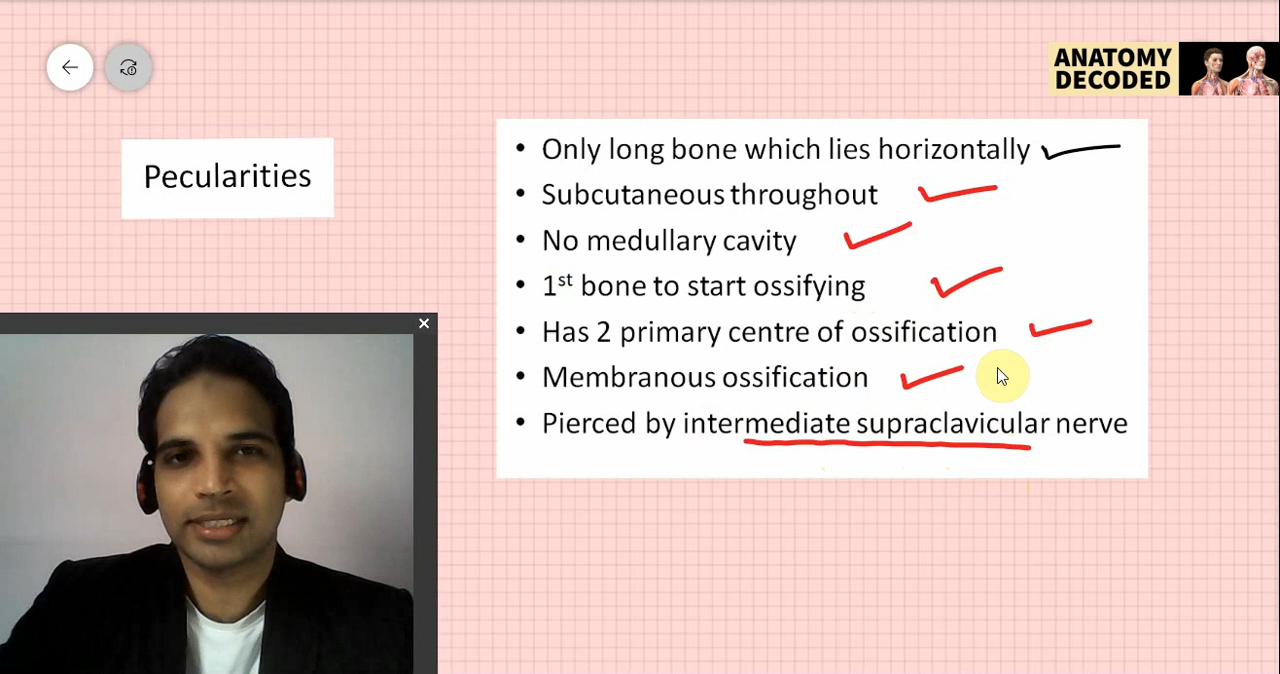 ANATOMY
DECODED
Pecularities
• Only long bone which lies horizontally
• Subcutaneous throughout
• No medullary cavity
• 1st bone to start ossifying
• Has 2 primary centre of ossification
• Membranous ossification
• Pierced by intermediate supraclavicular nerve